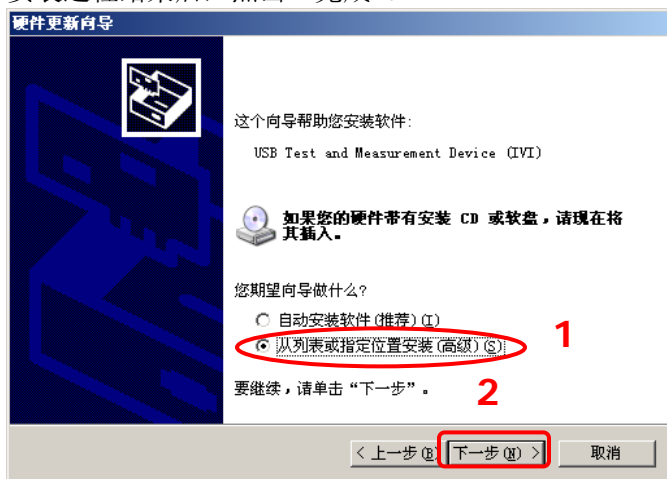 硬件更新向导
这个向导帮助您安装软件:
USB Test and Measurement Device (IVI)
如果您的硬件带有安装 CD 或软盘，请现在将
其插入。
您期望向导做什么?
自动安装软件(推荐)(I)
从列表或指定位置安装(高级)(S)
1
要继续，请单击“下一步”。
2
< 上一步(B)
下一步(N) >
取消